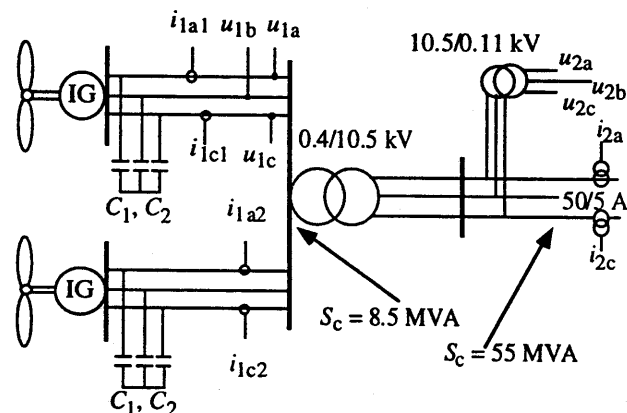 i1a1 u1b u1a
10.5/0.11 kV
u2a
u2b
u2c
IG
i1c1 u1c
0.4/10.5 kV
i2a
C1, C2
i1a2
50/5 A
i2c
IG
Sc = 8.5 MVA
Sc = 55 MVA
i1c2
C1, C2